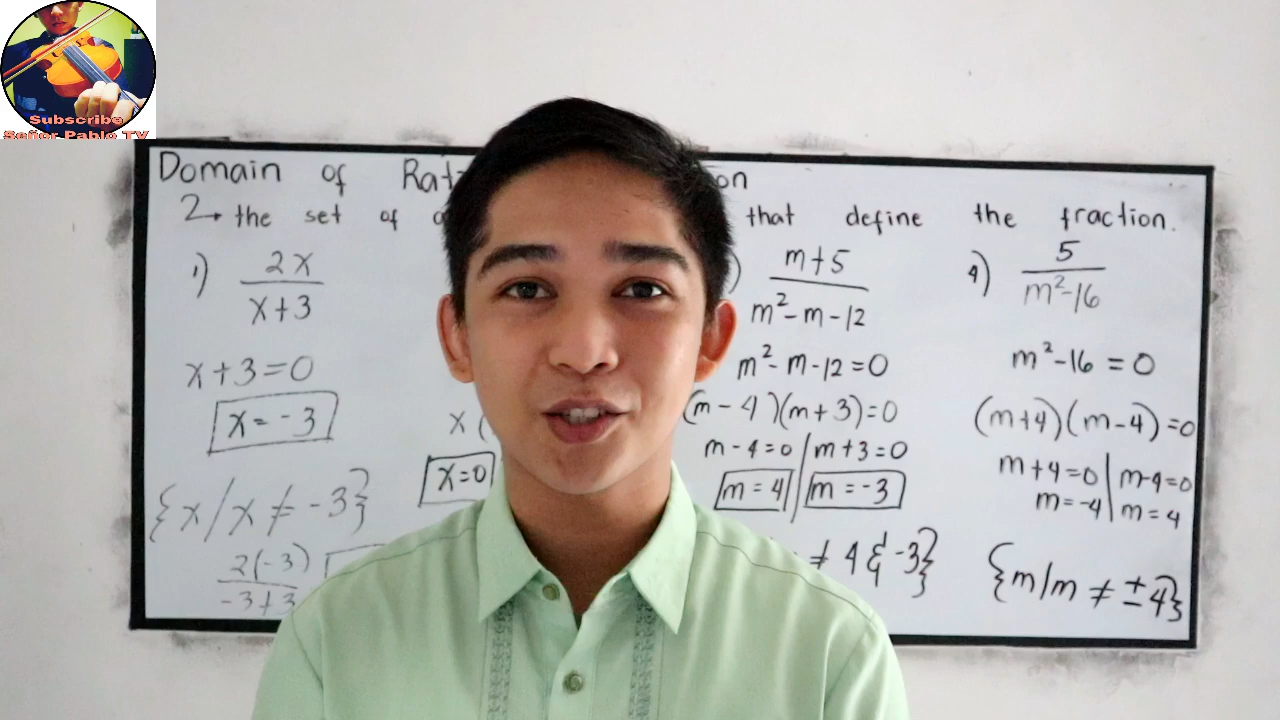 Subscribe
Señor Pablo TV
Domain of
on
2→ the set of that define the fraction.
1) 2x
x+3
x+3=0
x = -3
{x/x ≠ -3}
2(-3)
-3+3
x(
x=0
) m+5
m²-m-12
m²-m-12=0
(m-4)(m+3)=0
m-4=0 | m+3=0
m=4 | m=-3
≠ 4 & -3}
4) 5
m²-16
m²-16 = 0
(m+4)(m-4)=0
m+4=0 | m-4=0
m=-4 | m=4
{m/m ≠ ±4}